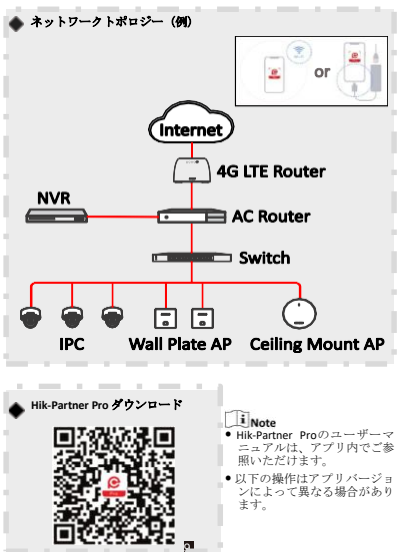 ネットワークトポロジー（例）
or
Internet
4G LTE Router
NVR
AC Router
Switch
IPC
Wall Plate AP
Ceiling Mount AP
Hik-Partner Pro ダウンロード
Pro
Note
• Hik-Partner Proのユーザーマ
ニュアルは、アプリ内でご参
照いただけます。
• 以下の操作はアプリバージョ
ンによって異なる場合があり
ます。